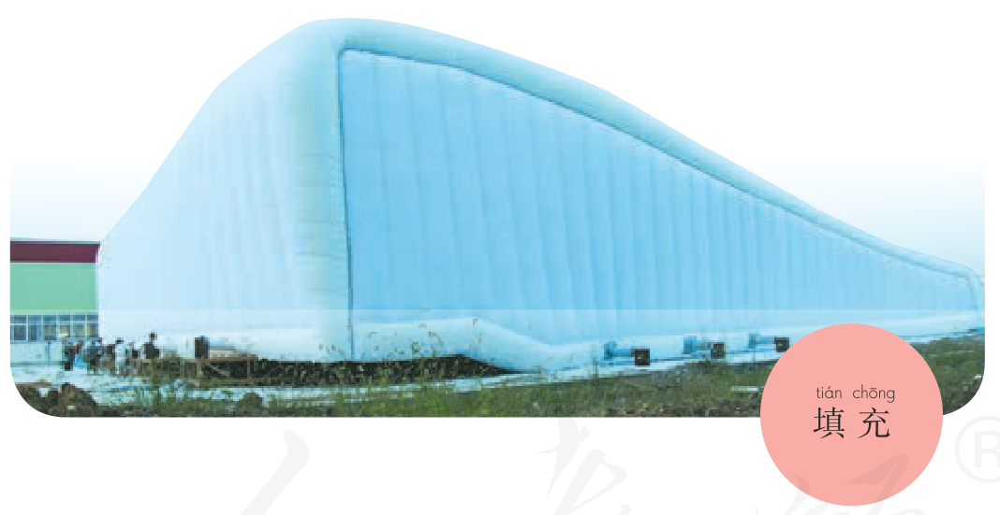 tián chōng
填 充
®